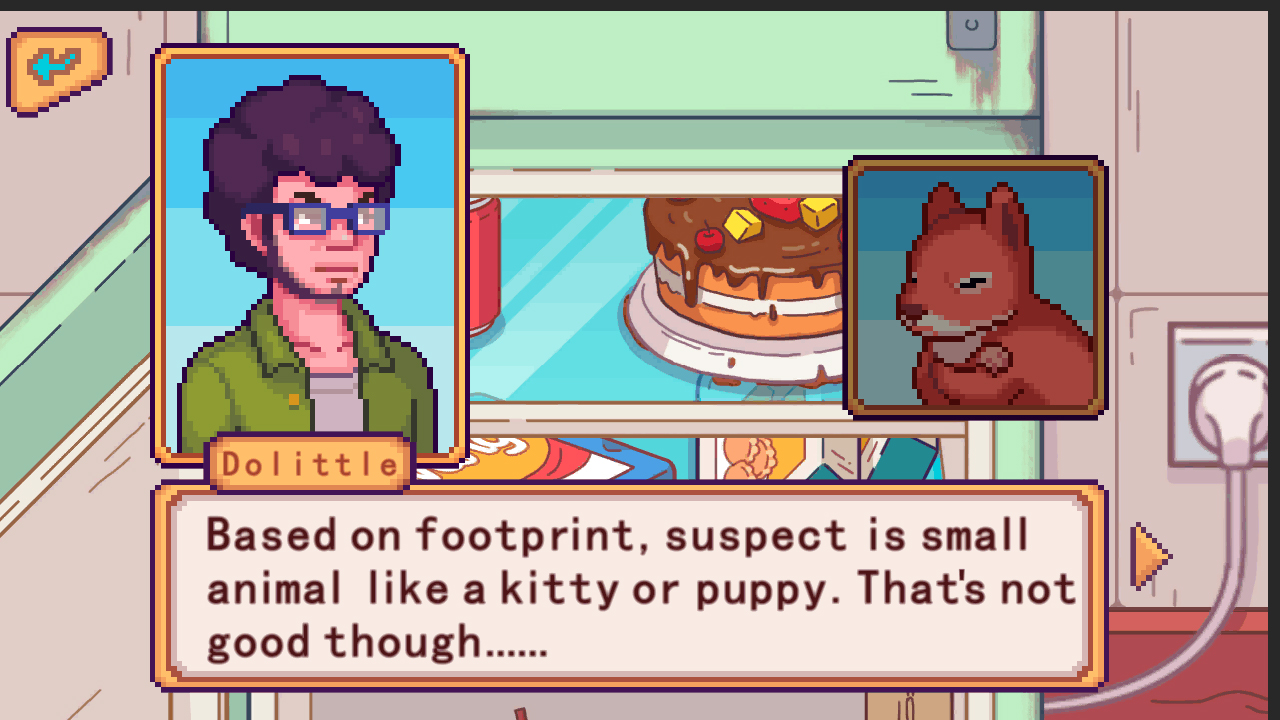 Dolittle
Based on footprint, suspect is small
animal like a kitty or puppy. That's not
good though......